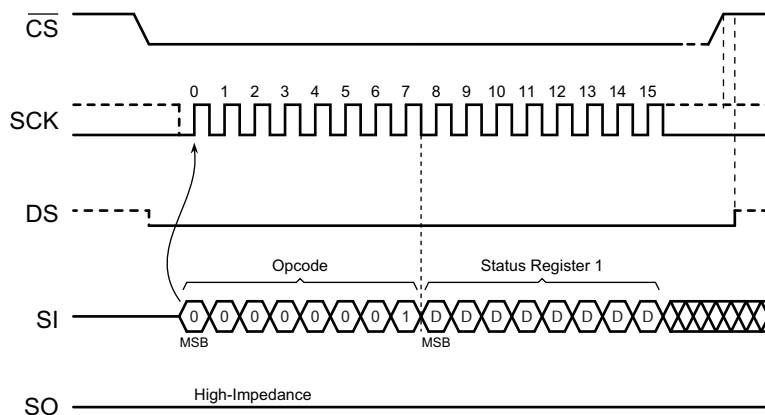 CS
0 1 2 3 4 5 6 7 8 9 10 11 12 13 14 15
SCK
DS
Opcode Status Register 1
SI 0 0 0 0 0 0 0 1 D D D D D D D D
MSB MSB
High-Impedance
SO